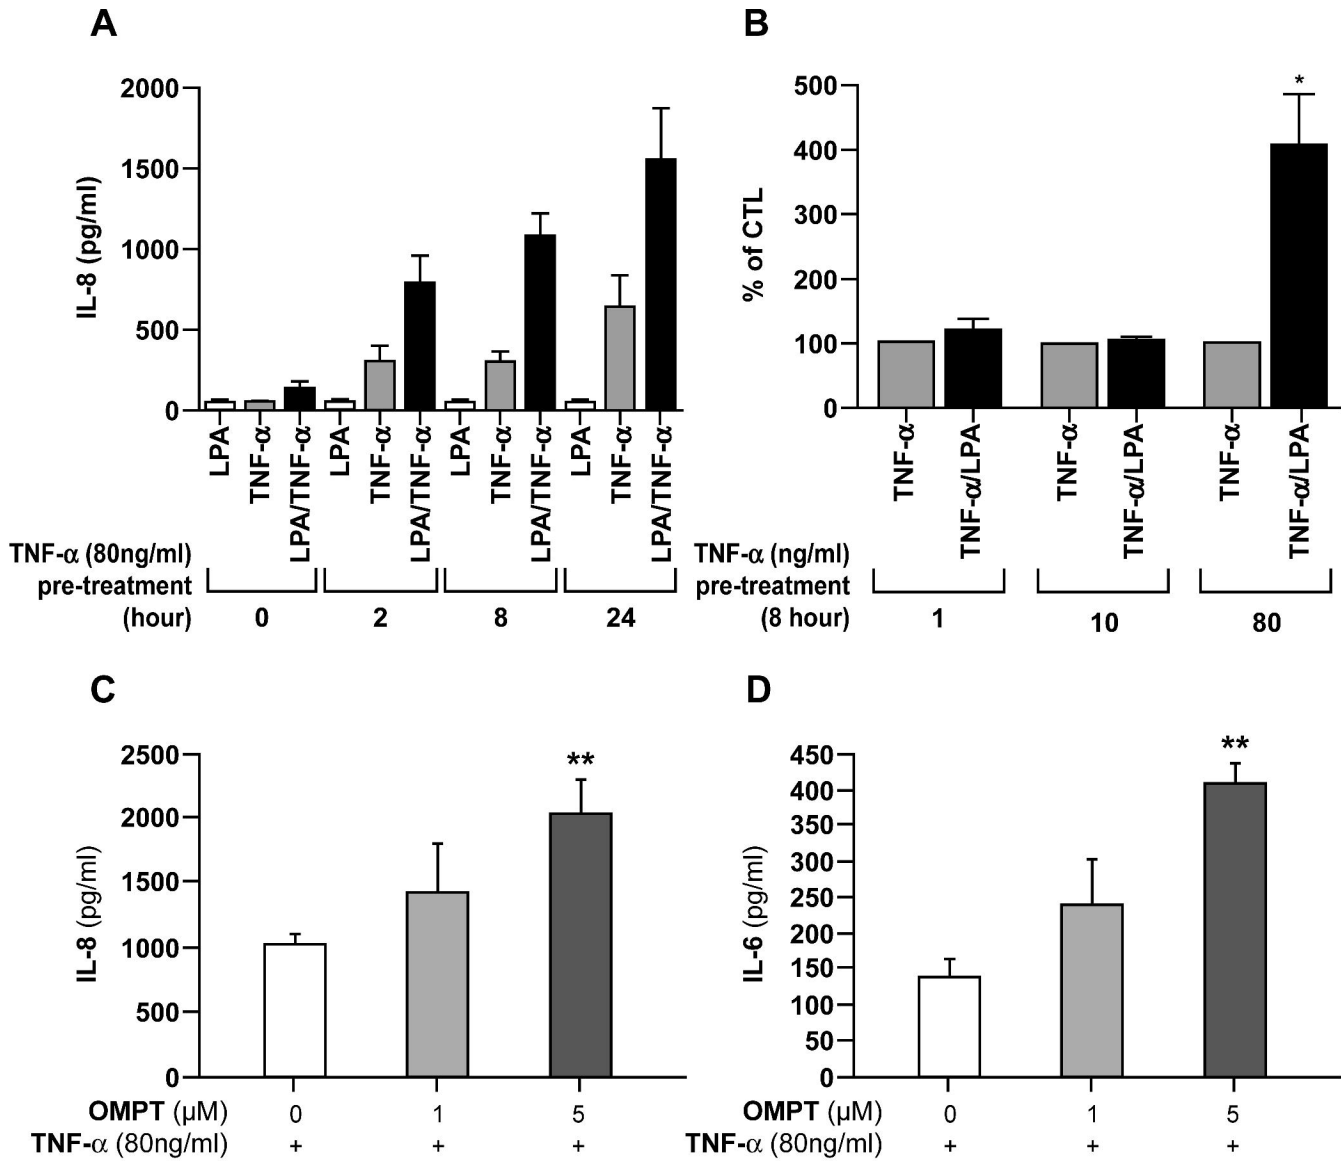 A
B
2000
1500
1000
500
0
IL-8 (pg/ml)
LPA
TNF-α
LPA/TNF-α
LPA
TNF-α
LPA/TNF-α
LPA
TNF-α
LPA/TNF-α
LPA
TNF-α
LPA/TNF-α
TNF-α (80ng/ml)
pre-treatment
(hour)
0
2
8
24
500
400
300
200
100
0
% of CTL
*
TNF-α
TNF-α/LPA
TNF-α
TNF-α/LPA
TNF-α
TNF-α/LPA
TNF-α (ng/ml)
pre-treatment
(8 hour)
1
10
80
C
D
2500
2000
1500
1000
500
0
IL-8 (pg/ml)
**
OMPT (µM) 0 1 5
TNF-α (80ng/ml) + + +
450
400
350
300
250
200
150
100
50
0
IL-6 (pg/ml)
**
OMPT (µM) 0 1 5
TNF-α (80ng/ml) + + +